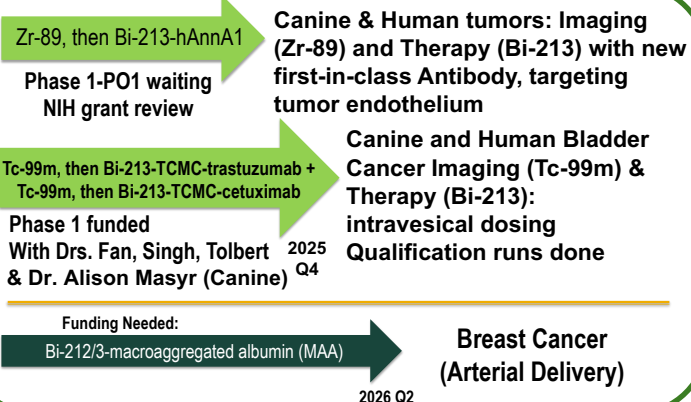 Zr-89, then Bi-213-hAnnA1
Phase 1-PO1 waiting
NIH grant review
Canine & Human tumors: Imaging
(Zr-89) and Therapy (Bi-213) with new
first-in-class Antibody, targeting
tumor endothelium
Tc-99m, then Bi-213-TCMC-trastuzumab +
Tc-99m, then Bi-213-TCMC-cetuximab
Phase 1 funded
With Drs. Fan, Singh, Tolbert
& Dr. Alison Masyr (Canine)
2025
Q4
Canine and Human Bladder
Cancer Imaging (Tc-99m) &
Therapy (Bi-213):
intravesical dosing
Qualification runs done
Funding Needed:
Bi-212/3-macroaggregated albumin (MAA)
2026 Q2
Breast Cancer
(Arterial Delivery)